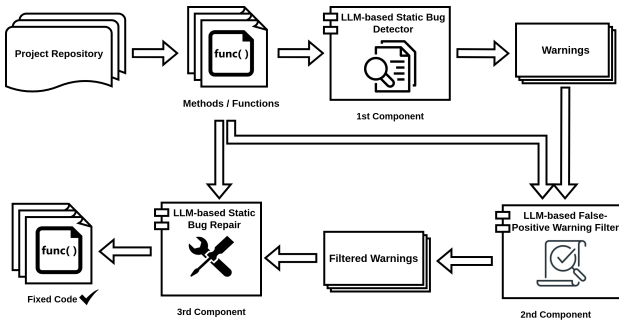 Project Repository
func( )
Methods / Functions
LLM-based Static Bug
Detector
1st Component
Warnings
func( )
Fixed Code
LLM-based Static
Bug Repair
3rd Component
Filtered Warnings
LLM-based False-
Positive Warning Filter
2nd Component